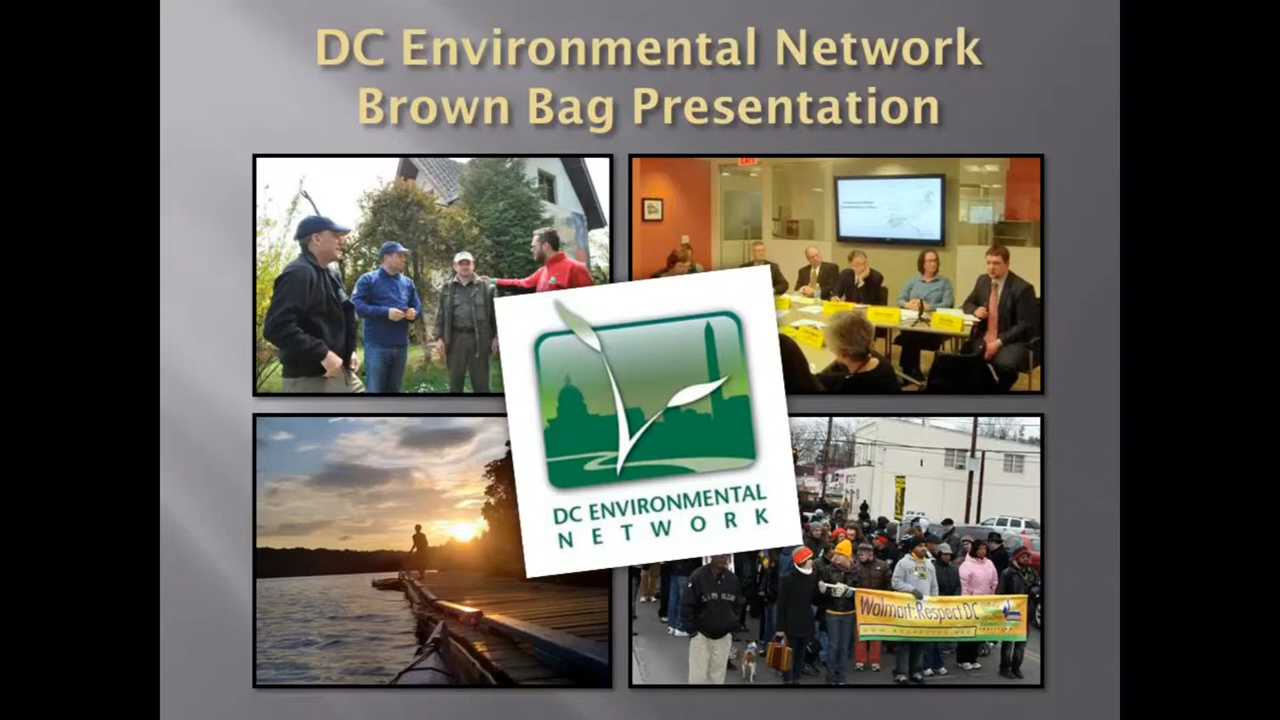 DC Environmental Network
Brown Bag Presentation
DC ENVIRONMENTAL
NETWORK
Walmart: Respect DC